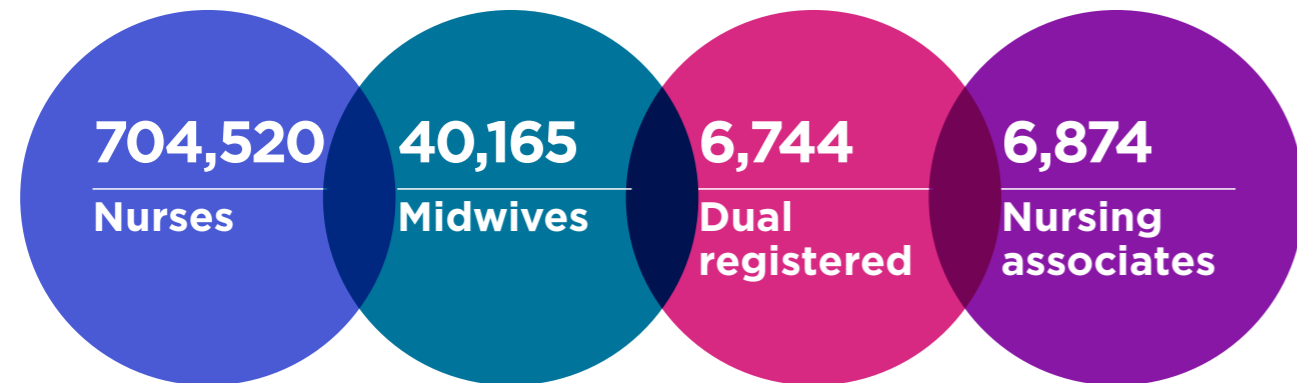 704,520
Nurses
40,165
Midwives
6,744
Dual
registered
6,874
Nursing
associates